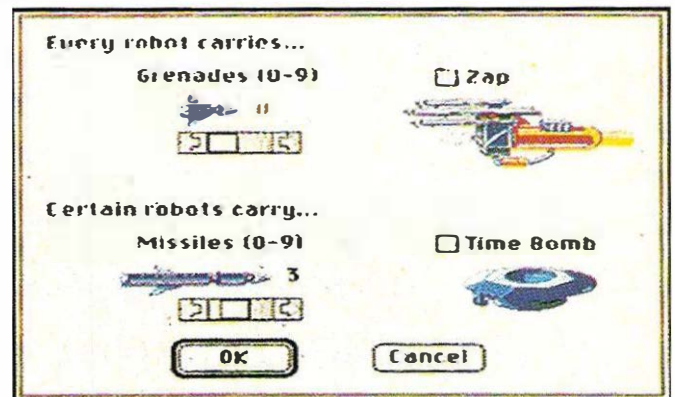 Every robot carries...
Grenades (0-9)
Zap
Certain robots carry...
Missiles (0-9)
3
Time Bomb
OK
Cancel